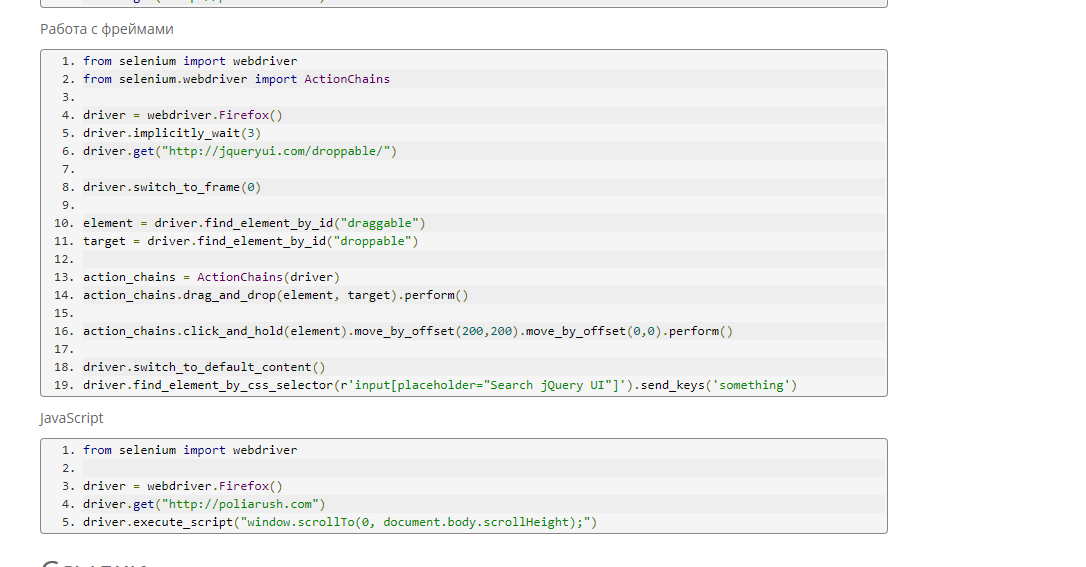 Работа с фреймами
1. from selenium import webdriver
2. from selenium.webdriver import ActionChains
3.
4. driver = webdriver.Firefox()
5. driver.implicitly_wait(3)
6. driver.get("http://jqueryui.com/droppable/")
7.
8. driver.switch_to_frame(0)
9.
10. element = driver.find_element_by_id("draggable")
11. target = driver.find_element_by_id("droppable")
12.
13. action_chains = ActionChains(driver)
14. action_chains.drag_and_drop(element, target).perform()
15.
16. action_chains.click_and_hold(element).move_by_offset(200,200).move_by_offset(0,0).perform()
17.
18. driver.switch_to_default_content()
19. driver.find_element_by_css_selector(r'input[placeholder="Search jQuery UI"]').send_keys('something')
JavaScript
1. from selenium import webdriver
2.
3. driver = webdriver.Firefox()
4. driver.get("http://poliarush.com")
5. driver.execute_script("window.scrollTo(0, document.body.scrollHeight);")